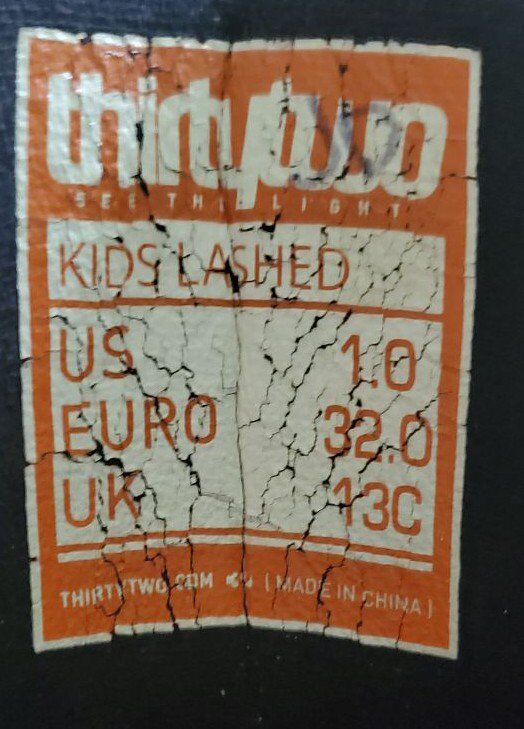 thirtytwo
SEE THE LIGHT
KIDS LASHED
US 1.0
EURO 32.0
UK 13C
THIRTYTWO.COM [MADE IN CHINA]